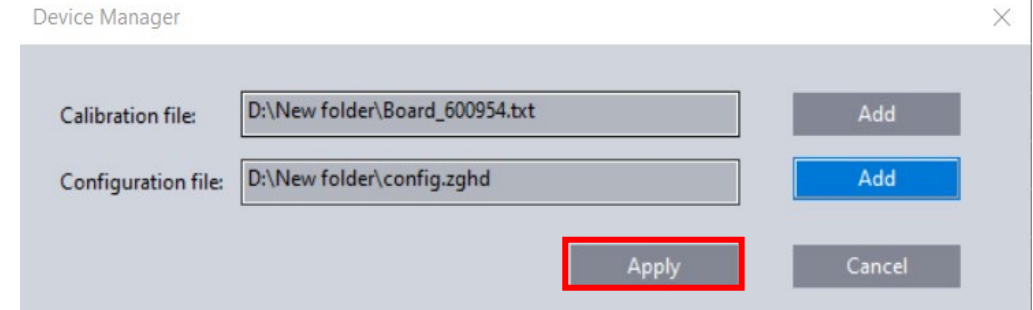 Device Manager
Calibration file: D:\New folder\Board_600954.txt Add
Configuration file: D:\New folder\config.zghd Add
Apply Cancel